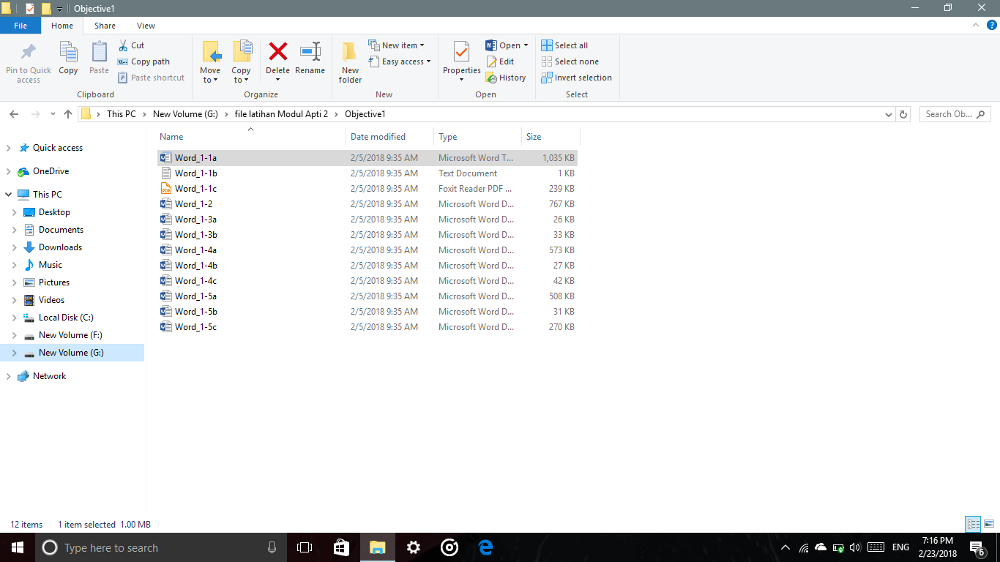 Objective1
File Home Share View
Pin to Quick access
Copy
Paste
Cut
Copy path
Paste shortcut
Clipboard
Move to
Copy to
Delete
Rename
Organize
New folder
New item
Easy access
New
Properties
Open
Edit
History
Open
Select all
Select none
Invert selection
Select
This PC New Volume (G:) file latihan Modul Apti 2 Objective1
Search Ob...
Quick access
OneDrive
This PC
Desktop
Documents
Downloads
Music
Pictures
Videos
Local Disk (C:)
New Volume (F:)
New Volume (G:)
Network
Name Date modified Type Size
Word_1-1a 2/5/2018 9:35 AM Microsoft Word T... 1,035 KB
Word_1-1b 2/5/2018 9:35 AM Text Document 1 KB
PDF Word_1-1c 2/5/2018 9:35 AM Foxit Reader PDF ... 239 KB
Word_1-2 2/5/2018 9:35 AM Microsoft Word D... 767 KB
Word_1-3a 2/5/2018 9:35 AM Microsoft Word D... 26 KB
Word_1-3b 2/5/2018 9:35 AM Microsoft Word D... 33 KB
Word_1-4a 2/5/2018 9:35 AM Microsoft Word D... 573 KB
Word_1-4b 2/5/2018 9:35 AM Microsoft Word D... 27 KB
Word_1-4c 2/5/2018 9:35 AM Microsoft Word D... 42 KB
Word_1-5a 2/5/2018 9:35 AM Microsoft Word D... 508 KB
Word_1-5b 2/5/2018 9:35 AM Microsoft Word D... 31 KB
Word_1-5c 2/5/2018 9:35 AM Microsoft Word D... 270 KB
12 items 1 item selected 1.00 MB
Type here to search
ENG
7:16 PM
2/23/2018
6